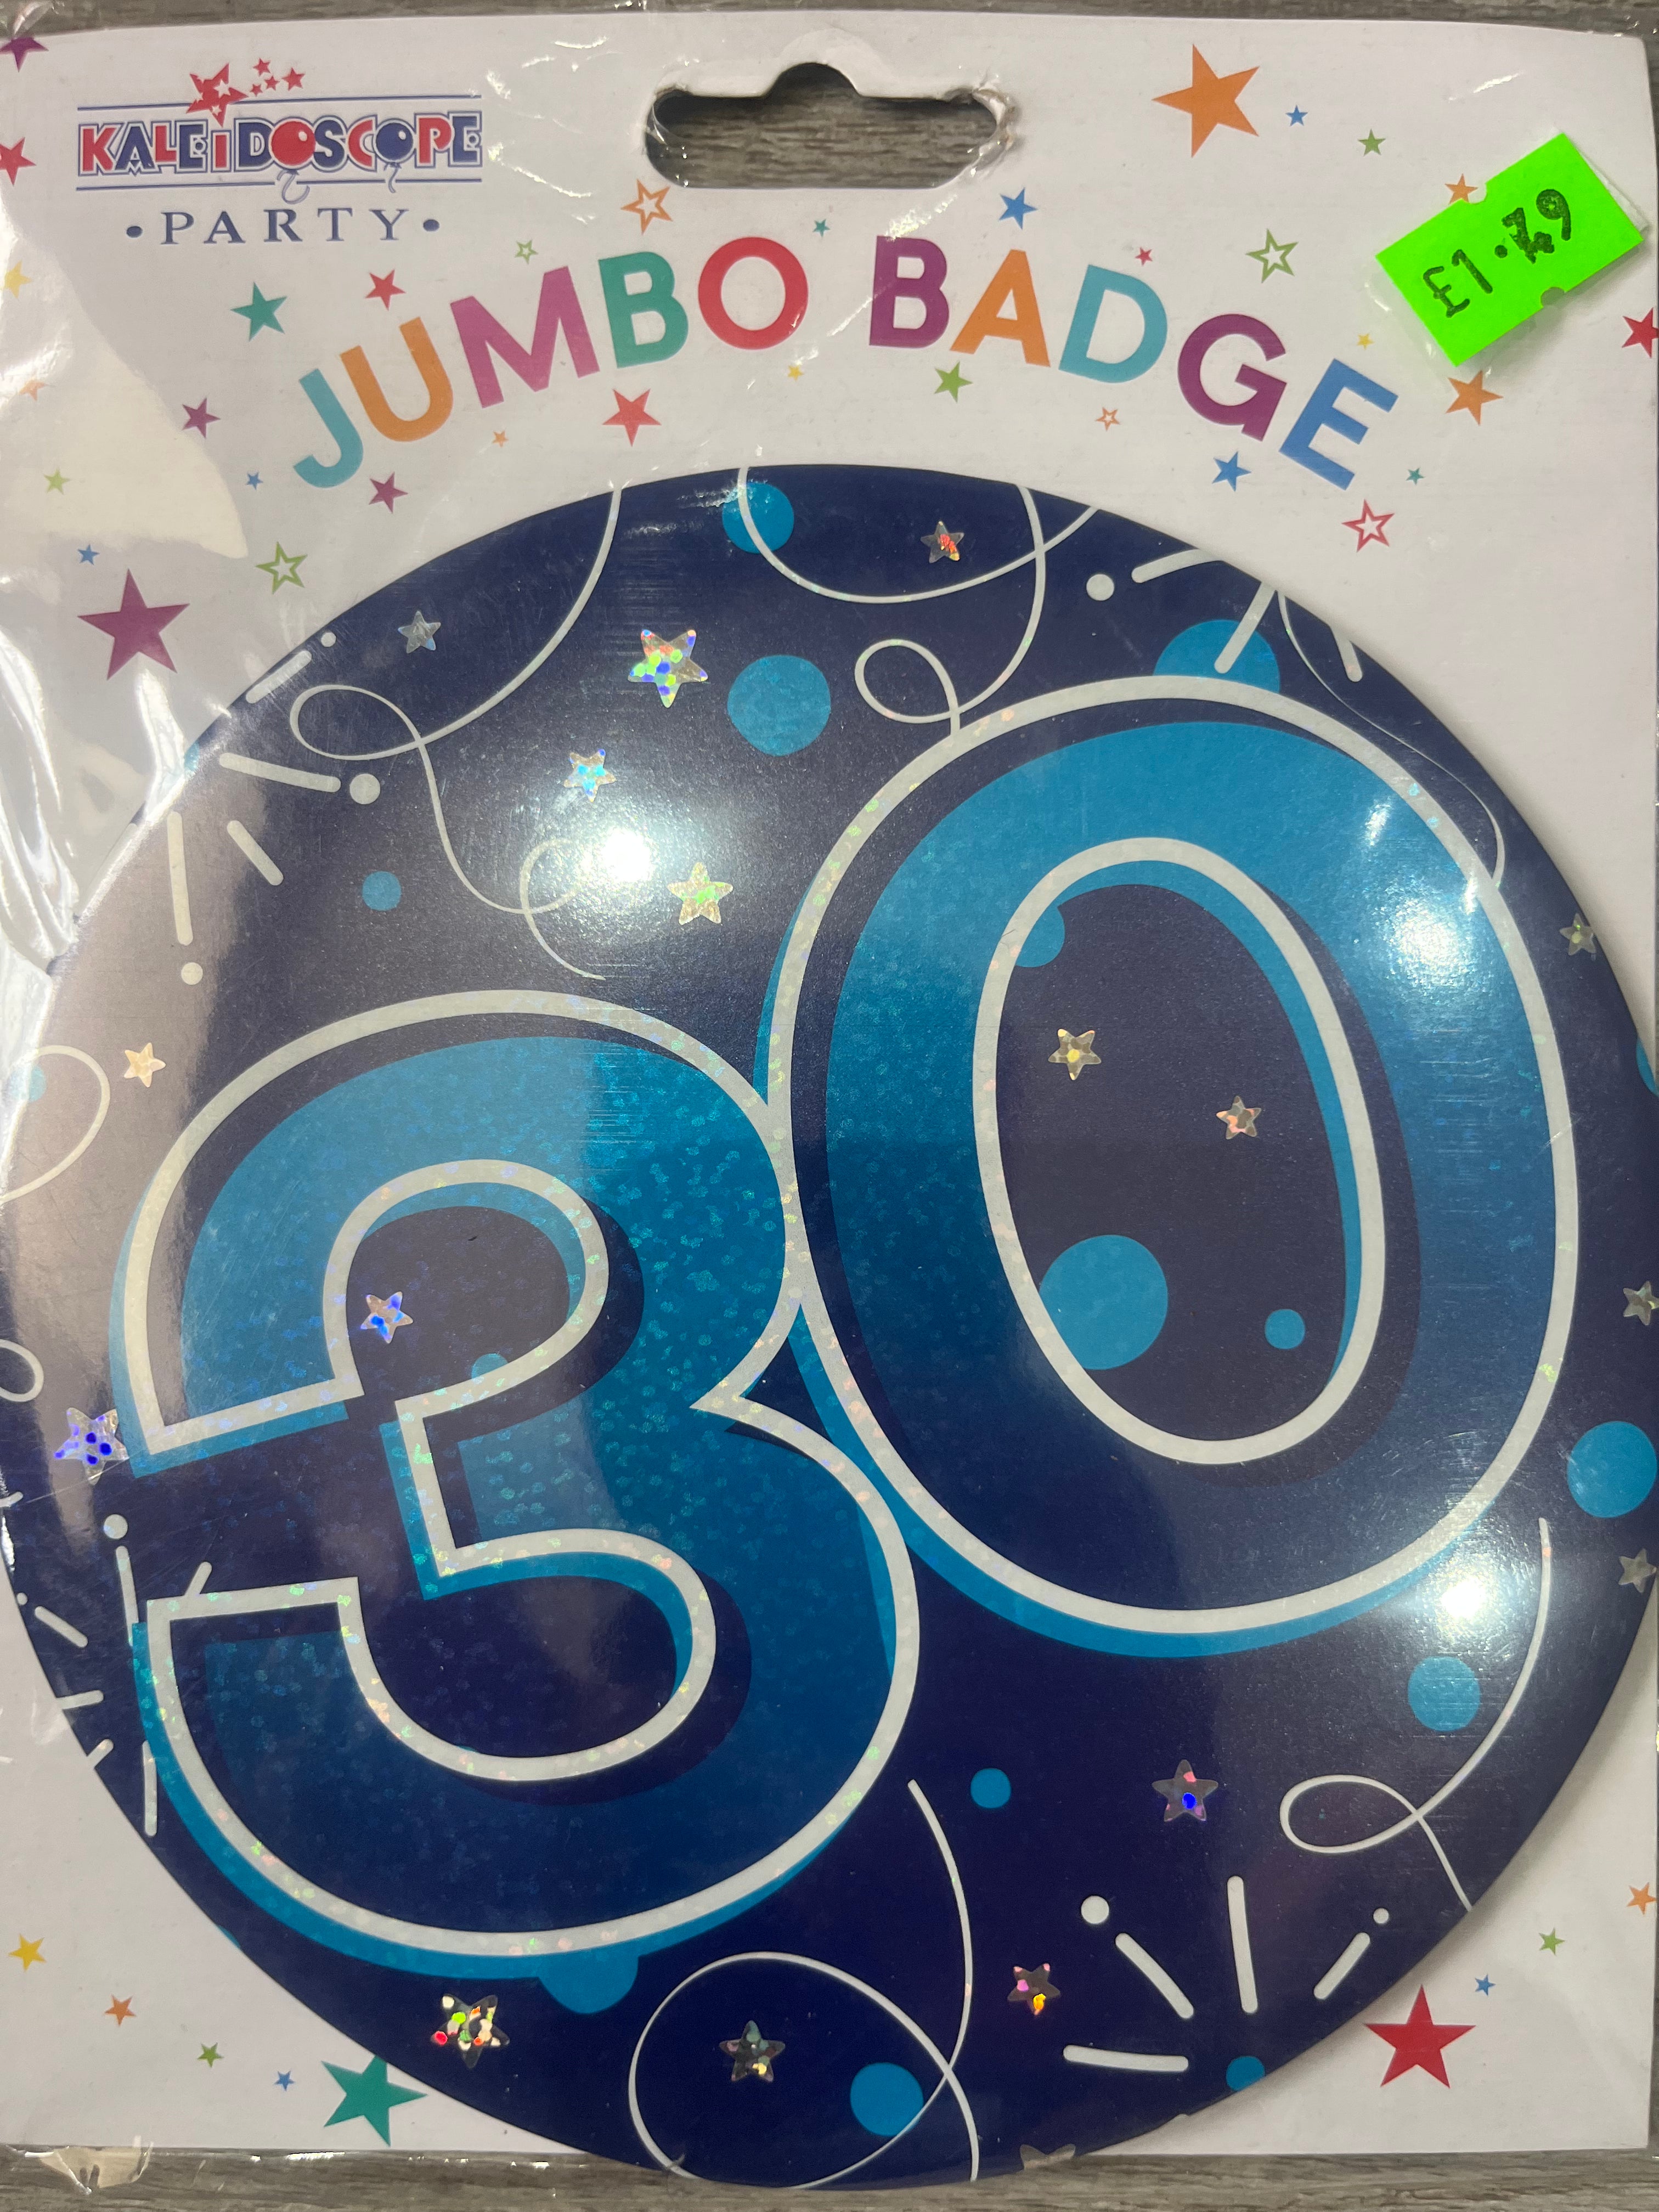 KALEIDOSCOPE
•PARTY•
JUMBO BADGE
£1.49
30